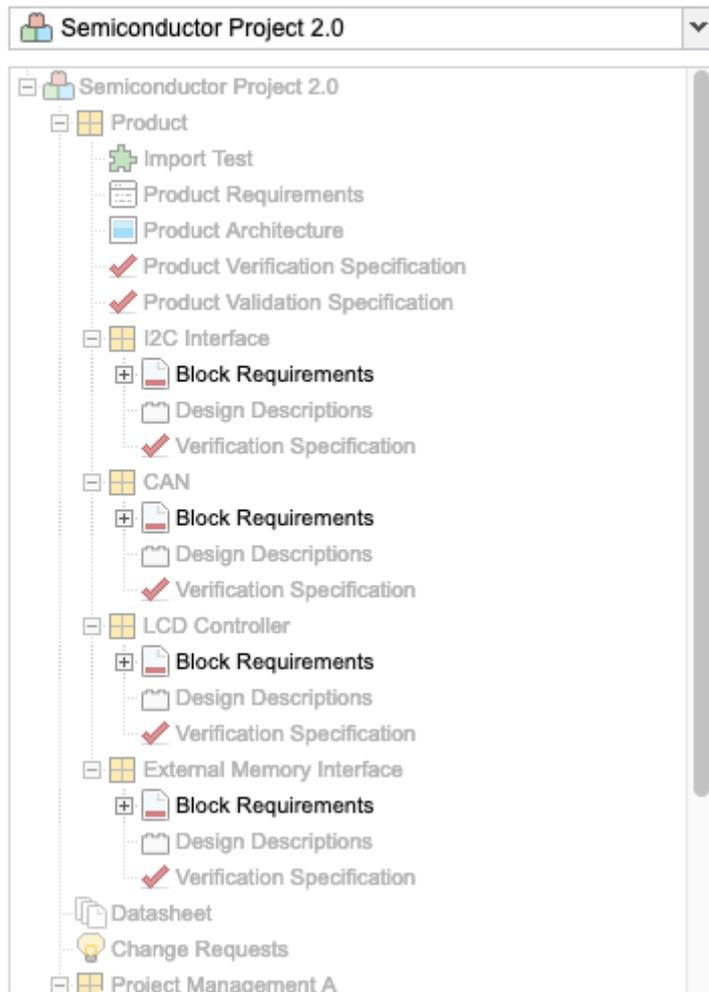 Semiconductor Project 2.0
Semiconductor Project 2.0
Product
Import Test
Product Requirements
Product Architecture
Product Verification Specification
Product Validation Specification
I2C Interface
Block Requirements
Design Descriptions
Verification Specification
CAN
Block Requirements
Design Descriptions
Verification Specification
LCD Controller
Block Requirements
Design Descriptions
Verification Specification
External Memory Interface
Block Requirements
Design Descriptions
Verification Specification
Datasheet
Change Requests
Project Management A